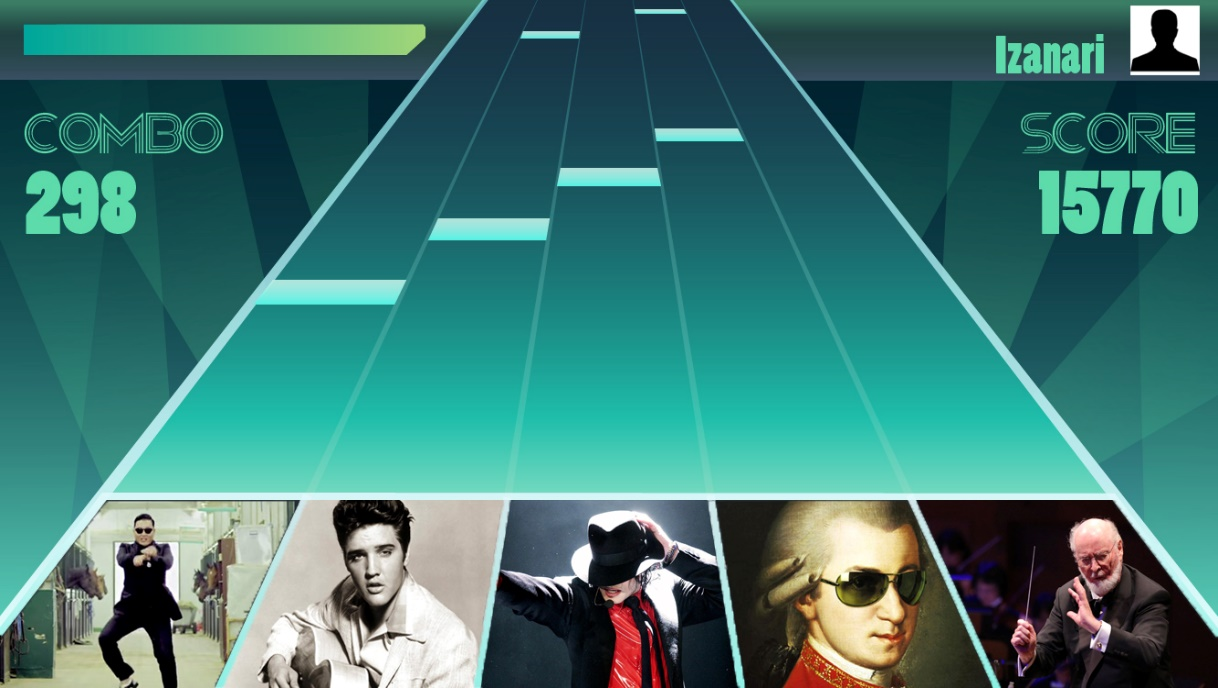 Izanari
COMBO
298
SCORE
15770